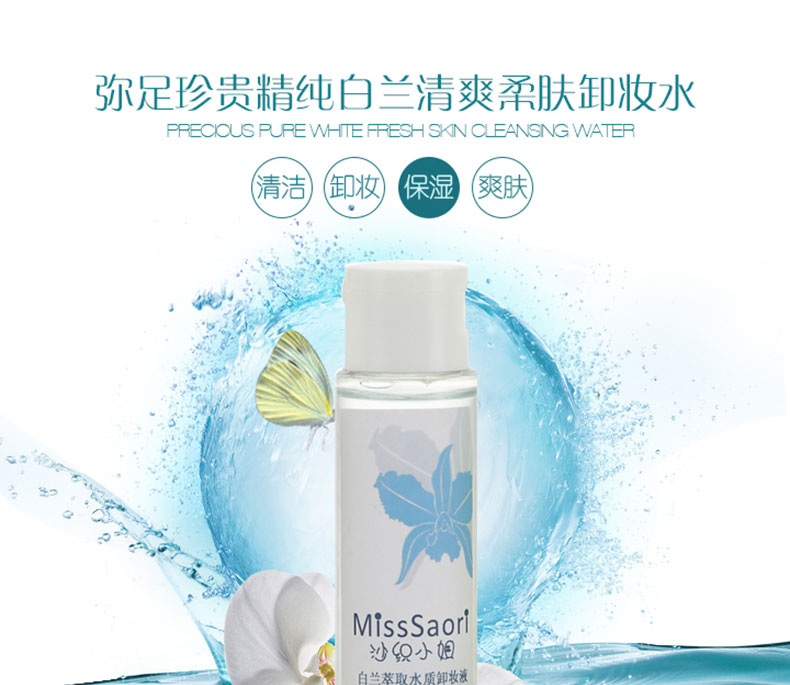 弥足珍贵精纯白兰清爽柔肤卸妆水
PRECIOUS PURE WHITE FRESH SKIN CLEANSING WATER
清洁 卸妆 保湿 爽肤
MissSaori
沙织小姐
白兰萃取水质卸妆液